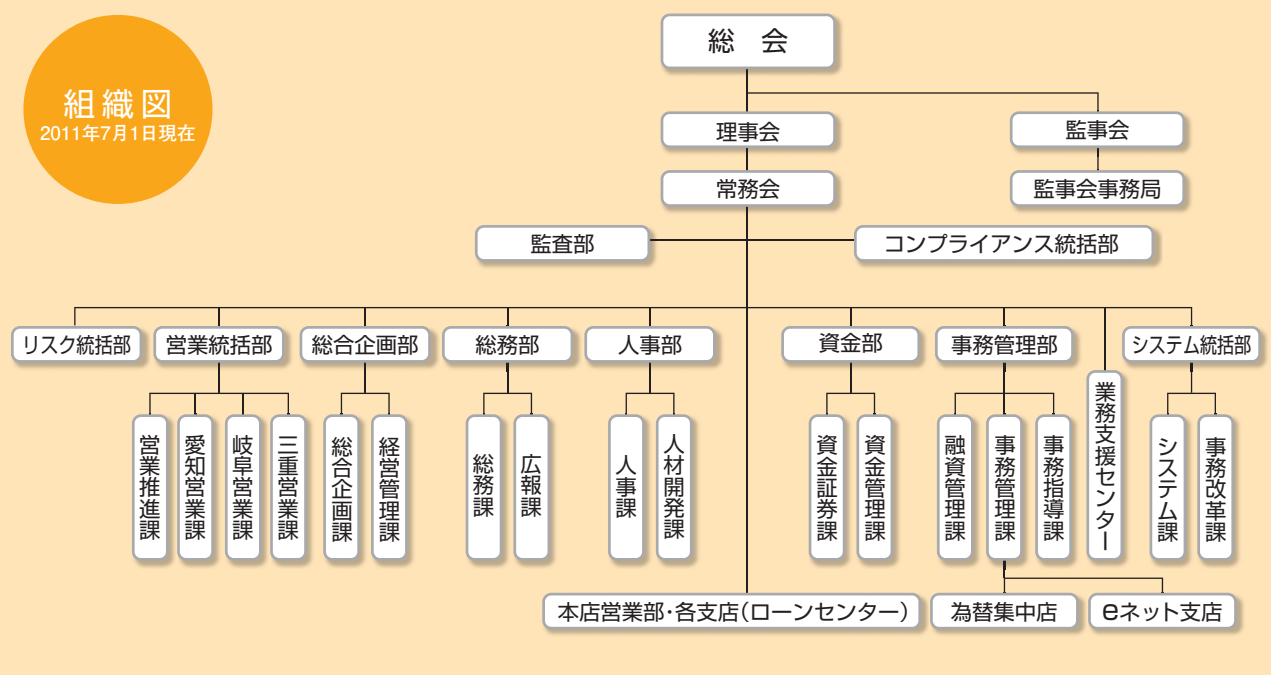 組織図
2011年7月1日現在
総 会
理事会
監事会
常務会
監事会事務局
監査部
コンプライアンス統括部
リスク統括部
営業統括部
総合企画部
総務部
人事部
資金部
事務管理部
システム統括部
営業推進課
愛知営業課
岐阜営業課
三重営業課
総合企画課
経営管理課
総務課
広報課
人事課
人材開発課
資金証券課
資金管理課
融資管理課
事務管理課
事務指導課
業務支援センター
システム課
事務改革課
本店営業部・各支店（ローンセンター）
為替集中店
eネット支店